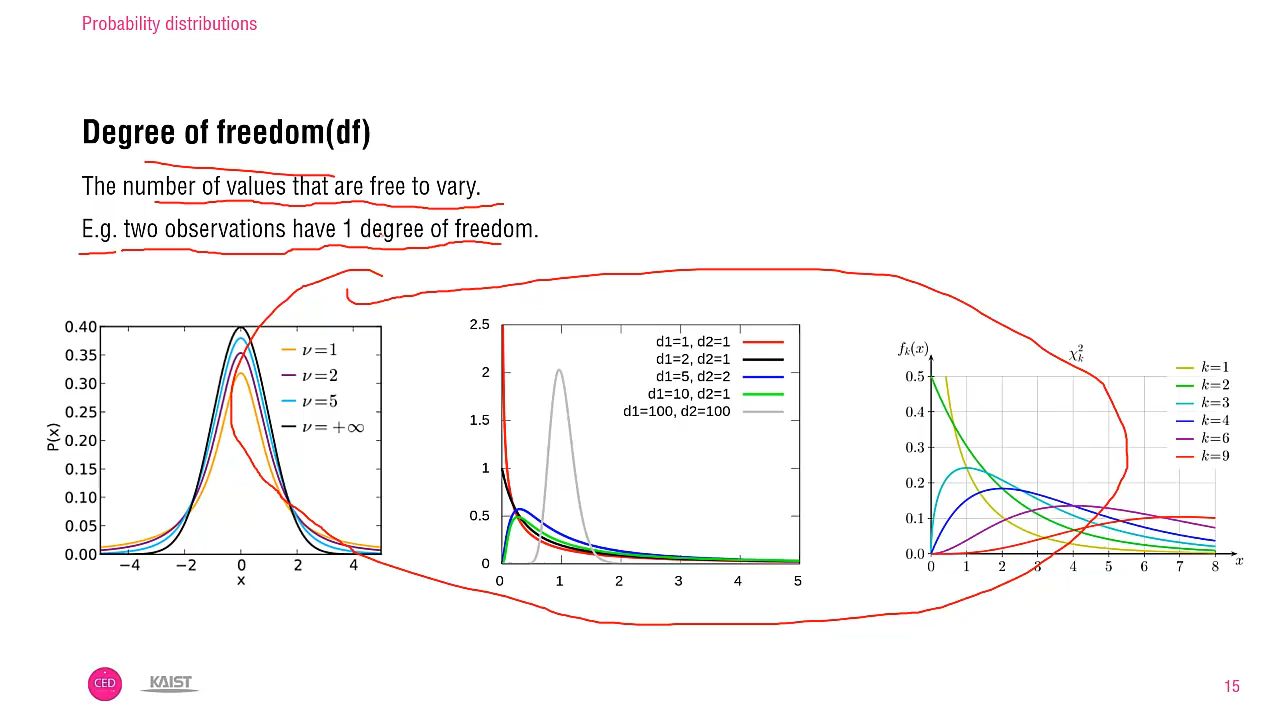 Probability distributions
Degree of freedom(df)
The number of values that are free to vary.
E.g. two observations have 1 degree of freedom.
0.40
0.35
0.30
0.25
0.20
0.15
0.10
0.05
0.00
P(x)
−4 −2 0 2 4
x
ν=1
ν=2
ν=5
ν=+∞
2.5
2
1.5
1
0.5
0
0 1 2 3 4 5
d1=1, d2=1
d1=2, d2=1
d1=5, d2=2
d1=10, d2=1
d1=100, d2=100
fₖ(x)
χ²ₖ
0.5
0.4
0.3
0.2
0.1
0.0
0 1 2 3 4 5 6 7 8 x
k=1
k=2
k=3
k=4
k=6
k=9
CED
KAIST
15